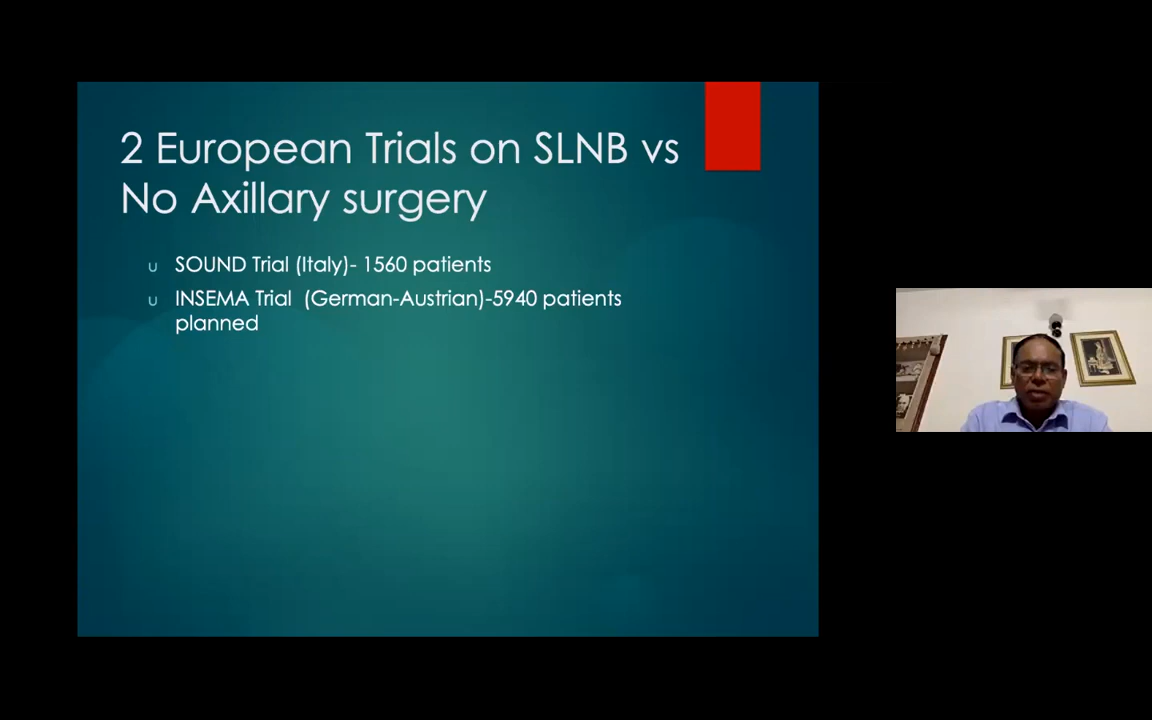 2 European Trials on SLNB vs
No Axillary surgery
u SOUND Trial (Italy)- 1560 patients
u INSEMA Trial (German-Austrian)-5940 patients
planned